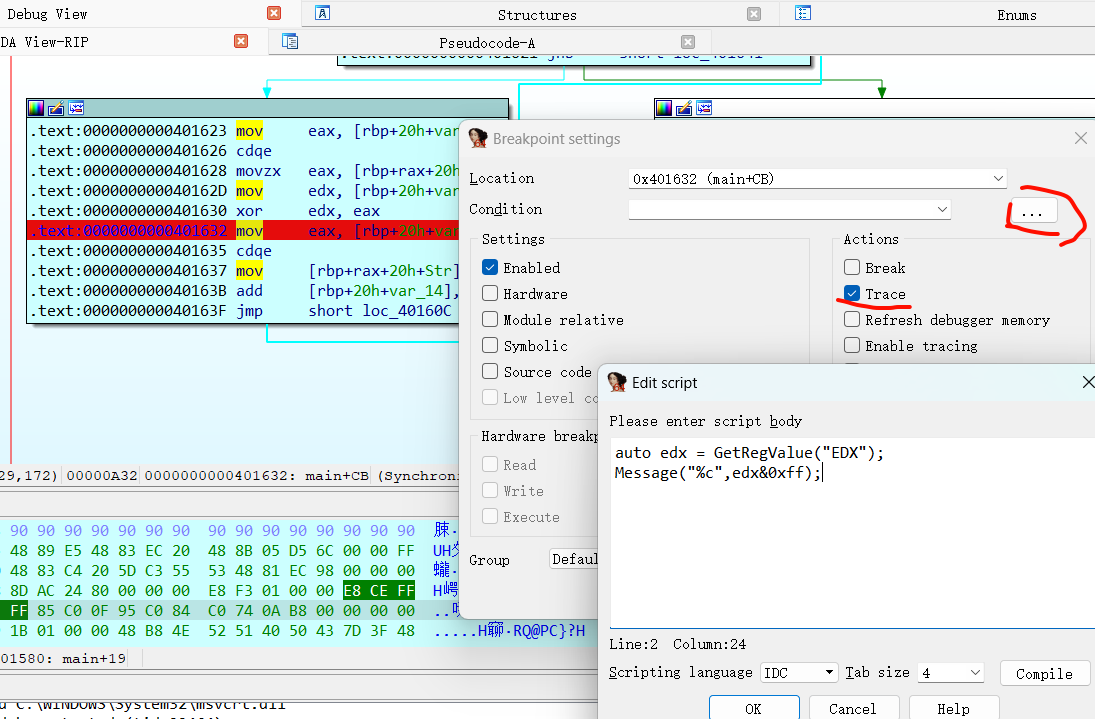 Debug View
Structures
Enums
DA View-RIP
Pseudocode-A
.text:0000000000401623 mov eax, [rbp+20h+var
.text:0000000000401626 cdqe
.text:0000000000401628 movzx eax, [rbp+rax+20h
.text:000000000040162D mov edx, [rbp+20h+var
.text:0000000000401630 xor edx, eax
.text:0000000000401632 mov eax, [rbp+20h+var
.text:0000000000401635 cdqe
.text:0000000000401637 mov [rbp+rax+20h+Str]
.text:000000000040163B add [rbp+20h+var_14],
.text:000000000040163F jmp short loc_40160C
Breakpoint settings
Location 0x401632 (main+CB)
Condition ...
Settings
Enabled
Hardware
Module relative
Symbolic
Source code
Low level co
Actions
Break
Trace
Refresh debugger memory
Enable tracing
Hardware breakp
Read
Write
Execute
Group Defaul
Edit script
Please enter script body
auto edx = GetRegValue("EDX");
Message("%c",edx&0xff);
Line:2 Column:24
Scripting language IDC Tab size 4 Compile
OK Cancel Help
29,172) 00000A32 0000000000401632: main+CB (Synchroni
90 90 90 90 90 90 90 90 90 90 90 90 90 90 90
48 89 E5 48 83 EC 20 48 8B 05 D5 6C 00 00 FF
48 83 C4 20 5D C3 55 53 48 81 EC 98 00 00 00
8D AC 24 80 00 00 00 E8 F3 01 00 00 E8 CE FF
FF 85 C0 0F 95 C0 84 C0 74 0A B8 00 00 00 00
1B 01 00 00 48 B8 4E 52 51 40 50 43 7D 3F 48 .....H聊·RQ@PC}?H
01580: main+19